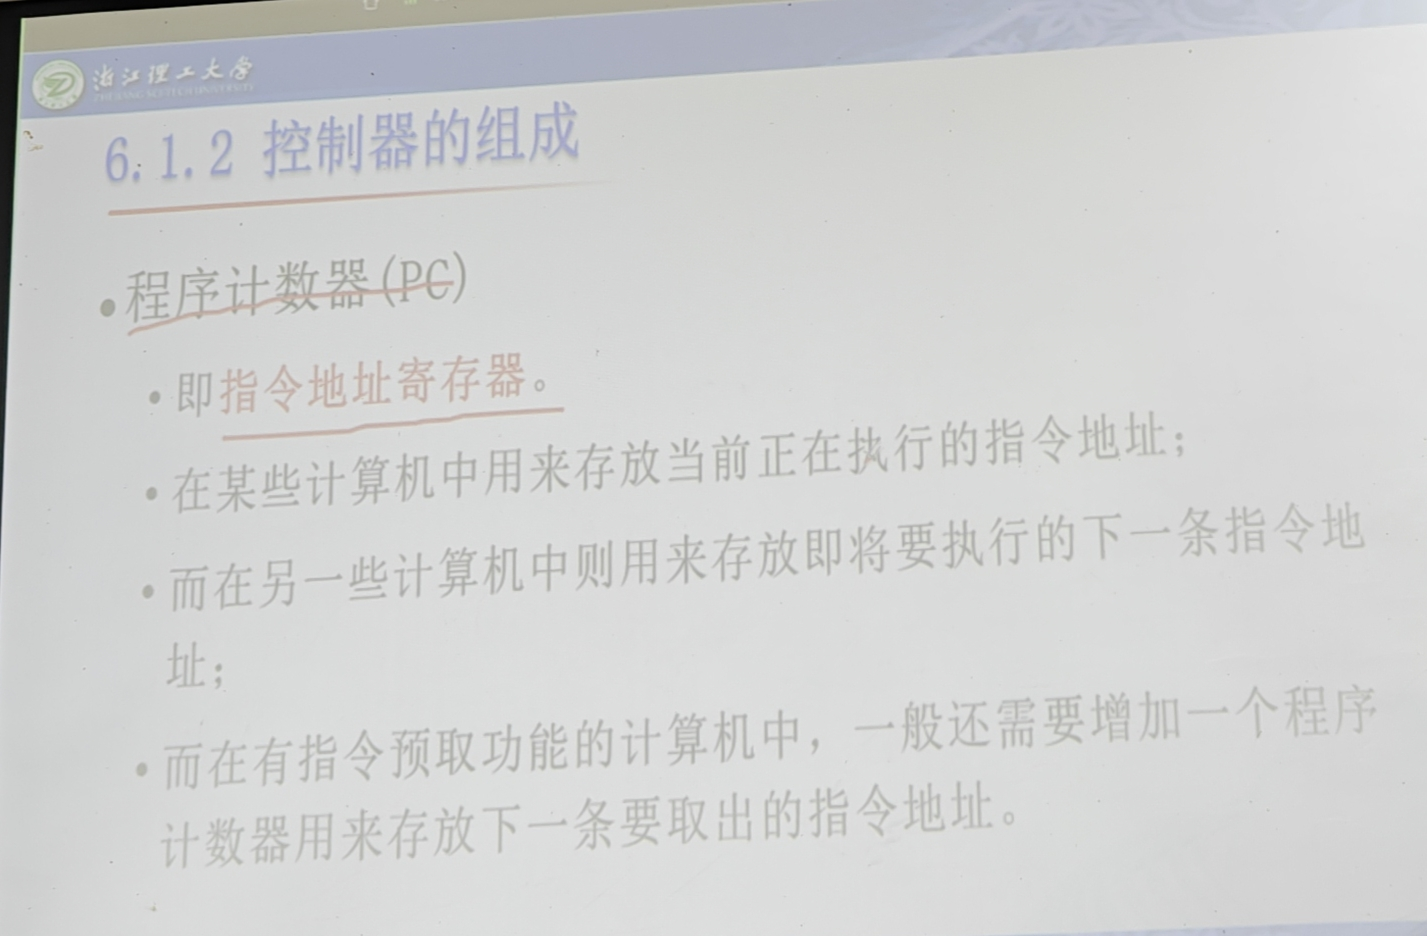 浙江理工大学
ZHEJIANG SCI-TECH UNIVERSITY
6.1.2 控制器的组成
•程序计数器(PC)
• 即指令地址寄存器。
• 在某些计算机中用来存放当前正在执行的指令地址；
• 而在另一些计算机中则用来存放即将要执行的下一条指令地
址；
• 而在有指令预取功能的计算机中，一般还需要增加一个程序
计数器用来存放下一条要取出的指令地址。